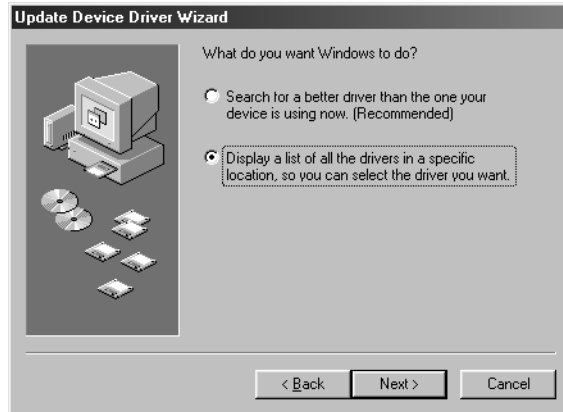 Update Device Driver Wizard
What do you want Windows to do?
Search for a better driver than the one your
device is using now. (Recommended)
Display a list of all the drivers in a specific
location, so you can select the driver you want.
< Back
Next >
Cancel